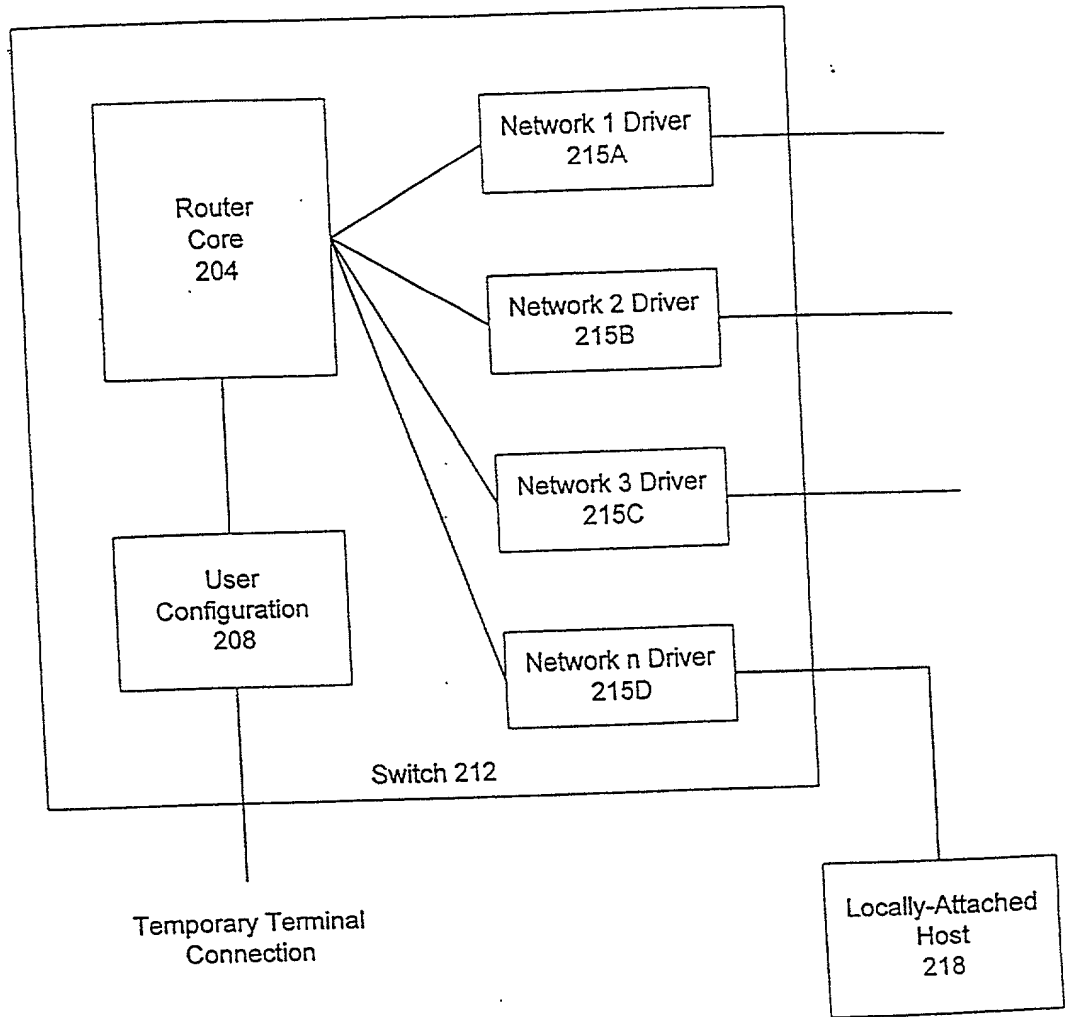 Network 1 Driver
215A
Router
Core
204
Network 2 Driver
215B
Network 3 Driver
215C
User
Configuration
208
Network n Driver
215D
Switch 212
Temporary Terminal
Connection
Locally-Attached
Host
218